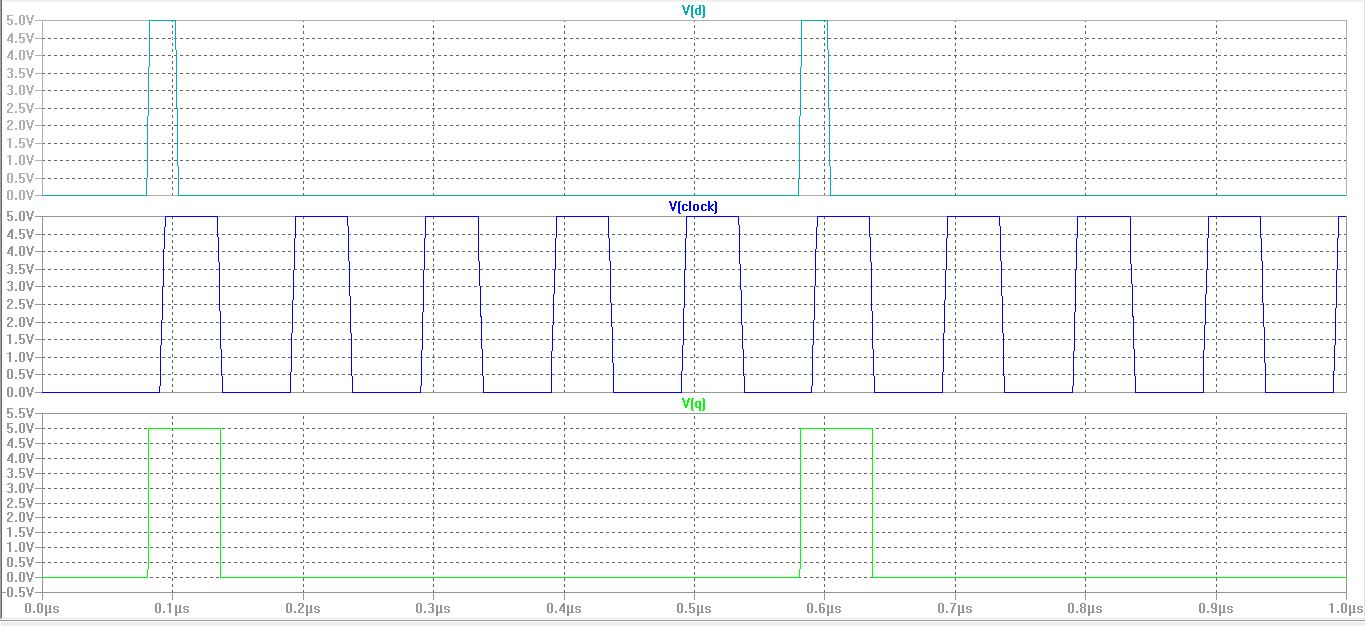 V(d)
5.0V
4.5V
4.0V
3.5V
3.0V
2.5V
2.0V
1.5V
1.0V
0.5V
0.0V
V(clock)
5.0V
4.5V
4.0V
3.5V
3.0V
2.5V
2.0V
1.5V
1.0V
0.5V
0.0V
V(q)
5.5V
5.0V
4.5V
4.0V
3.5V
3.0V
2.5V
2.0V
1.5V
1.0V
0.5V
0.0V
-0.5V
0.0µs 0.1µs 0.2µs 0.3µs 0.4µs 0.5µs 0.6µs 0.7µs 0.8µs 0.9µs 1.0µs